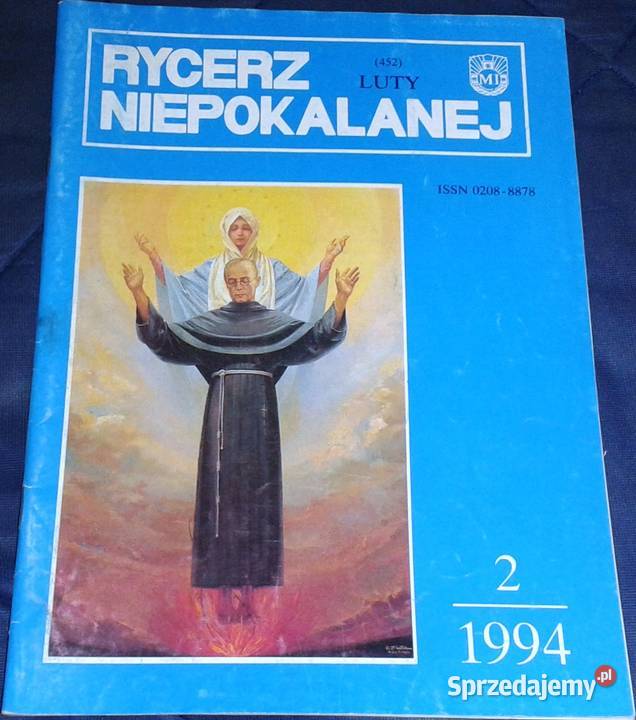 RYCERZ
NIEPOKALANEJ
(452)
LUTY
MI
ISSN 0208-8878
2
1994
Sprzedajemy.pl